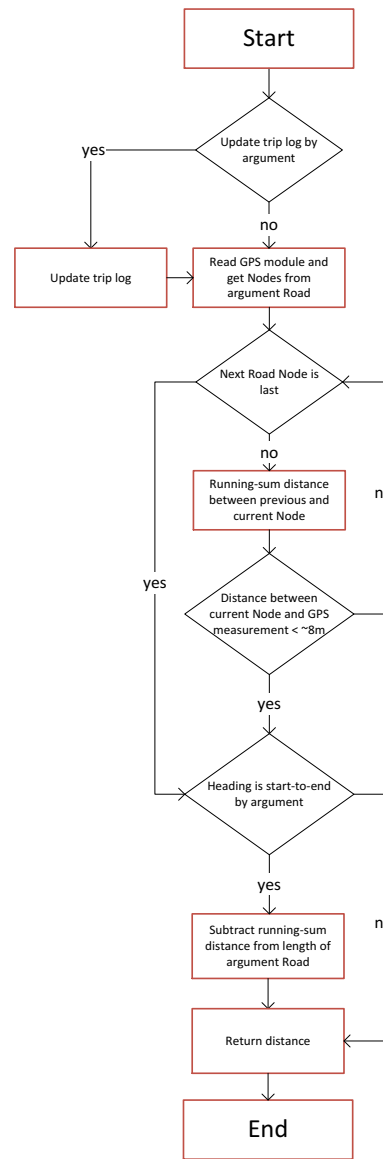 Start
Update trip log by
argument
yes
no
Update trip log
Read GPS module and
get Nodes from
argument Road
Next Road Node is
last
no
Running-sum distance
between previous and
current Node
n
yes
Distance between
current Node and GPS
measurement < ~8m
yes
Heading is start-to-end
by argument
yes
Subtract running-sum
distance from length of
argument Road
n
Return distance
End